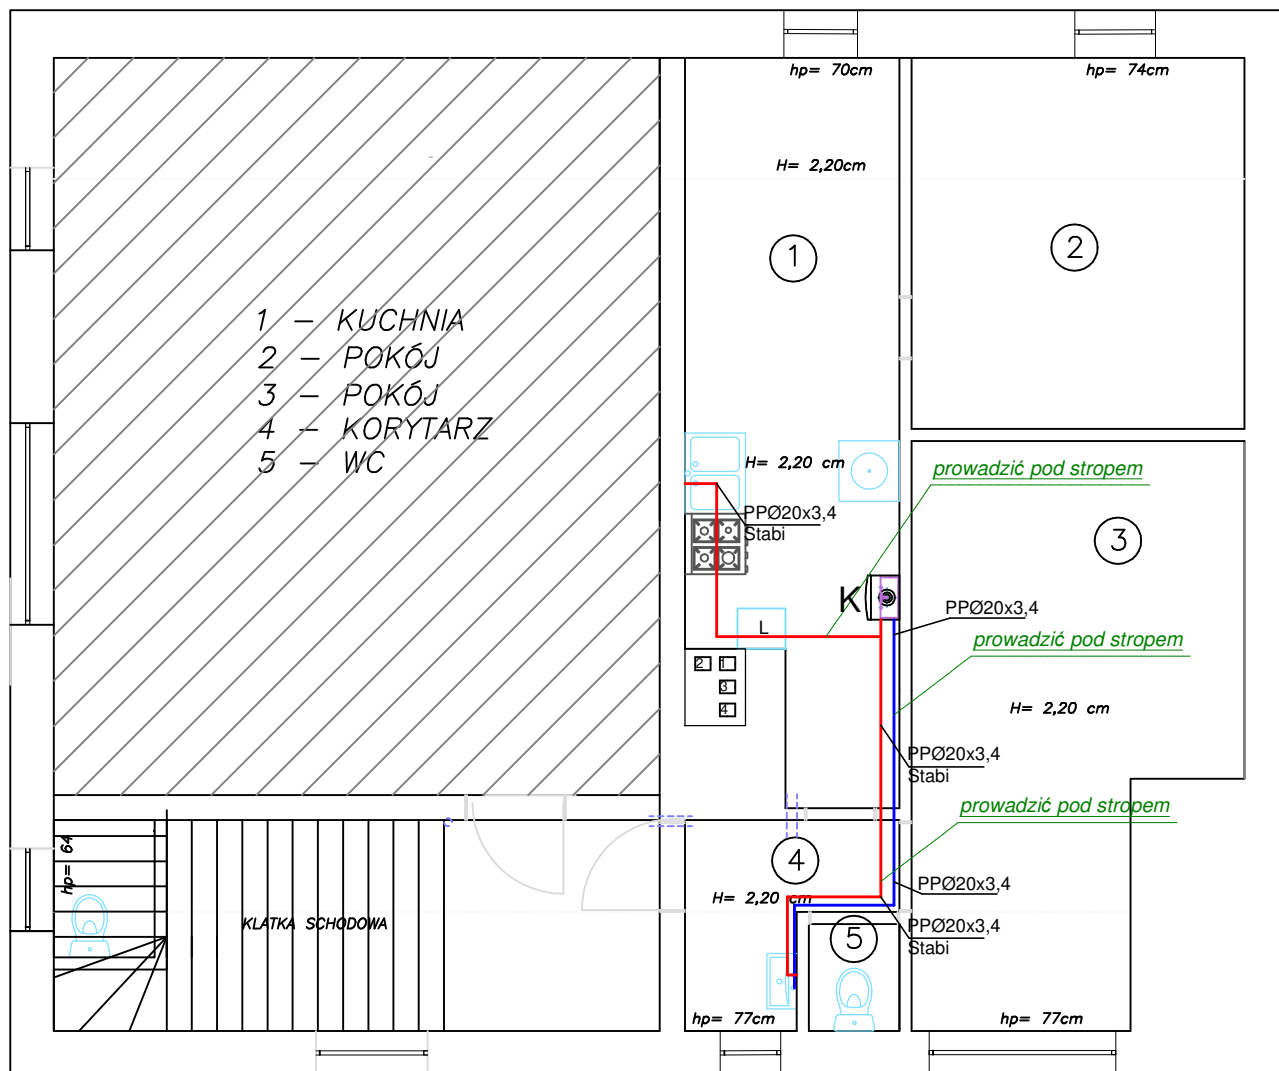 hp= 70cm
hp= 74cm
H= 2,20cm
1
2
1 – KUCHNIA
2 – POKÓJ
3 – POKÓJ
4 – KORYTARZ
5 – WC
H= 2,20 cm
prowadzić pod stropem
PPØ20x3,4
Stabi
3
K
PPØ20x3,4
L
prowadzić pod stropem
2
1
3
4
H= 2,20 cm
PPØ20x3,4
Stabi
prowadzić pod stropem
hp= 64
4
PPØ20x3,4
H= 2,20 cm
KLATKA SCHODOWA
5
PPØ20x3,4
Stabi
hp= 77cm
hp= 77cm